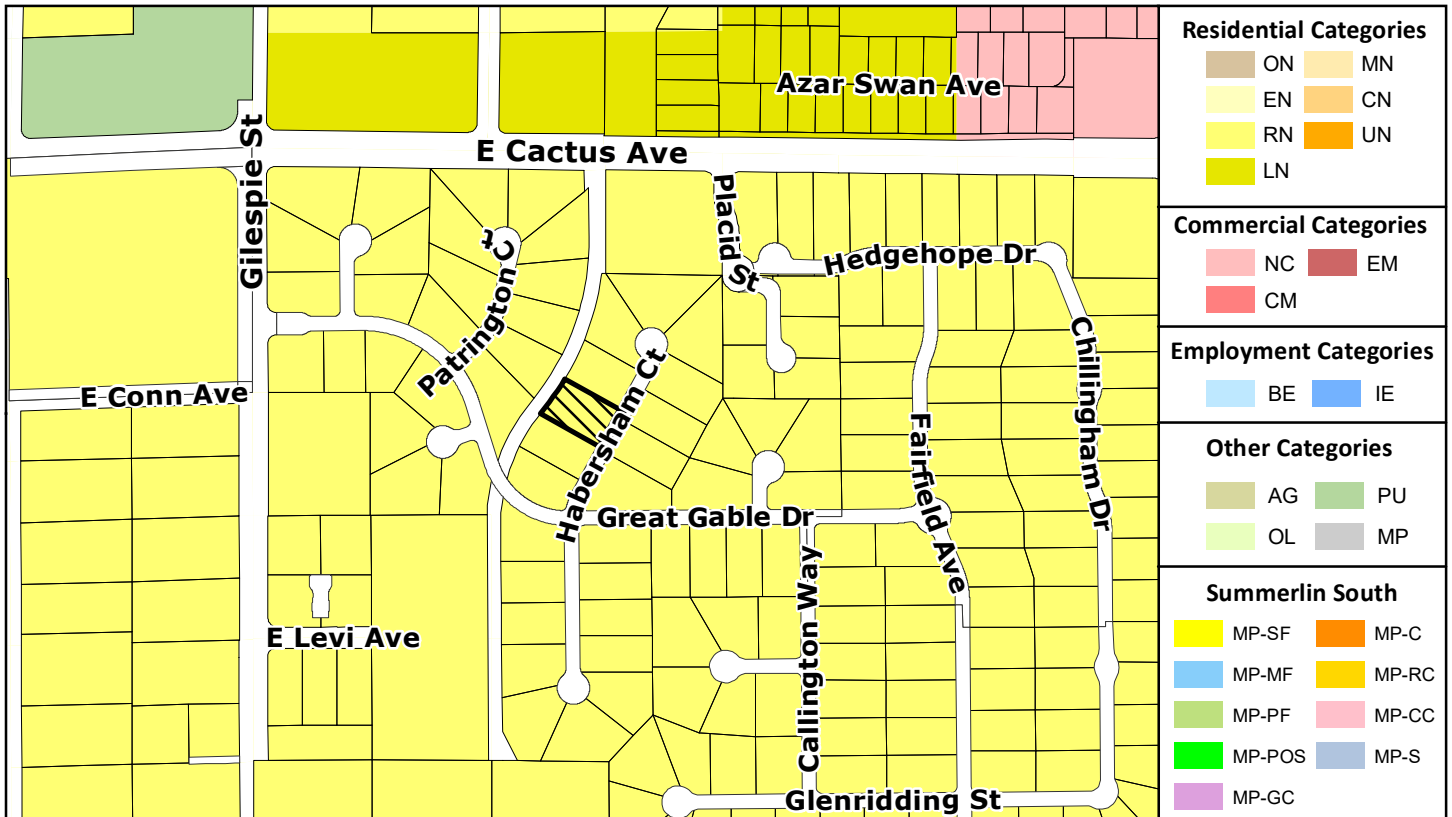 Azar Swan Ave
E Cactus Ave
Gilespie St
Placid St
Patrington Ct
Hedgehope Dr
Chillingham Dr
E Conn Ave
Habersham Ct
Fairfield Ave
Great Gable Dr
Callington Way
E Levi Ave
Glenridding St
Residential Categories
ON MN
EN CN
RN UN
LN
Commercial Categories
NC EM
CM
Employment Categories
BE IE
Other Categories
AG PU
OL MP
Summerlin South
MP-SF MP-C
MP-MF MP-RC
MP-PF MP-CC
MP-POS MP-S
MP-GC